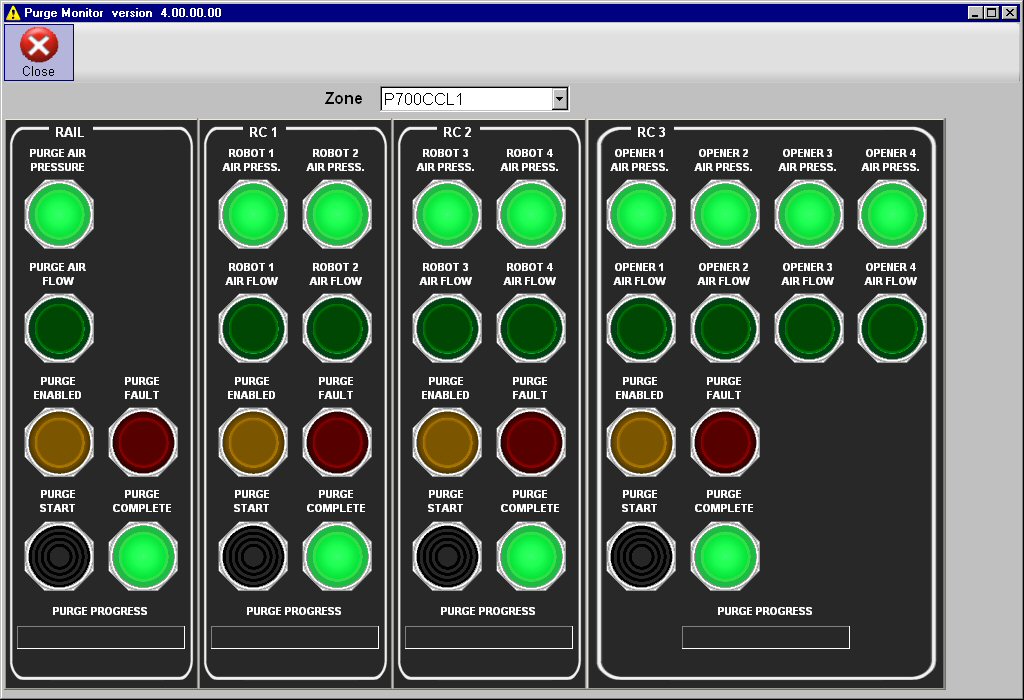 Purge Monitor version 4.00.00.00
Close
Zone
P700CCL1
RAIL
PURGE AIR
PRESSURE
PURGE AIR
FLOW
PURGE
ENABLED
PURGE
FAULT
PURGE
START
PURGE
COMPLETE
PURGE PROGRESS
RC 1
ROBOT 1
AIR PRESS.
ROBOT 2
AIR PRESS.
ROBOT 1
AIR FLOW
ROBOT 2
AIR FLOW
PURGE
ENABLED
PURGE
FAULT
PURGE
START
PURGE
COMPLETE
PURGE PROGRESS
RC 2
ROBOT 3
AIR PRESS.
ROBOT 4
AIR PRESS.
ROBOT 3
AIR FLOW
ROBOT 4
AIR FLOW
PURGE
ENABLED
PURGE
FAULT
PURGE
START
PURGE
COMPLETE
PURGE PROGRESS
RC 3
OPENER 1
AIR PRESS.
OPENER 2
AIR PRESS.
OPENER 3
AIR PRESS.
OPENER 4
AIR PRESS.
OPENER 1
AIR FLOW
OPENER 2
AIR FLOW
OPENER 3
AIR FLOW
OPENER 4
AIR FLOW
PURGE
ENABLED
PURGE
FAULT
PURGE
START
PURGE
COMPLETE
PURGE PROGRESS